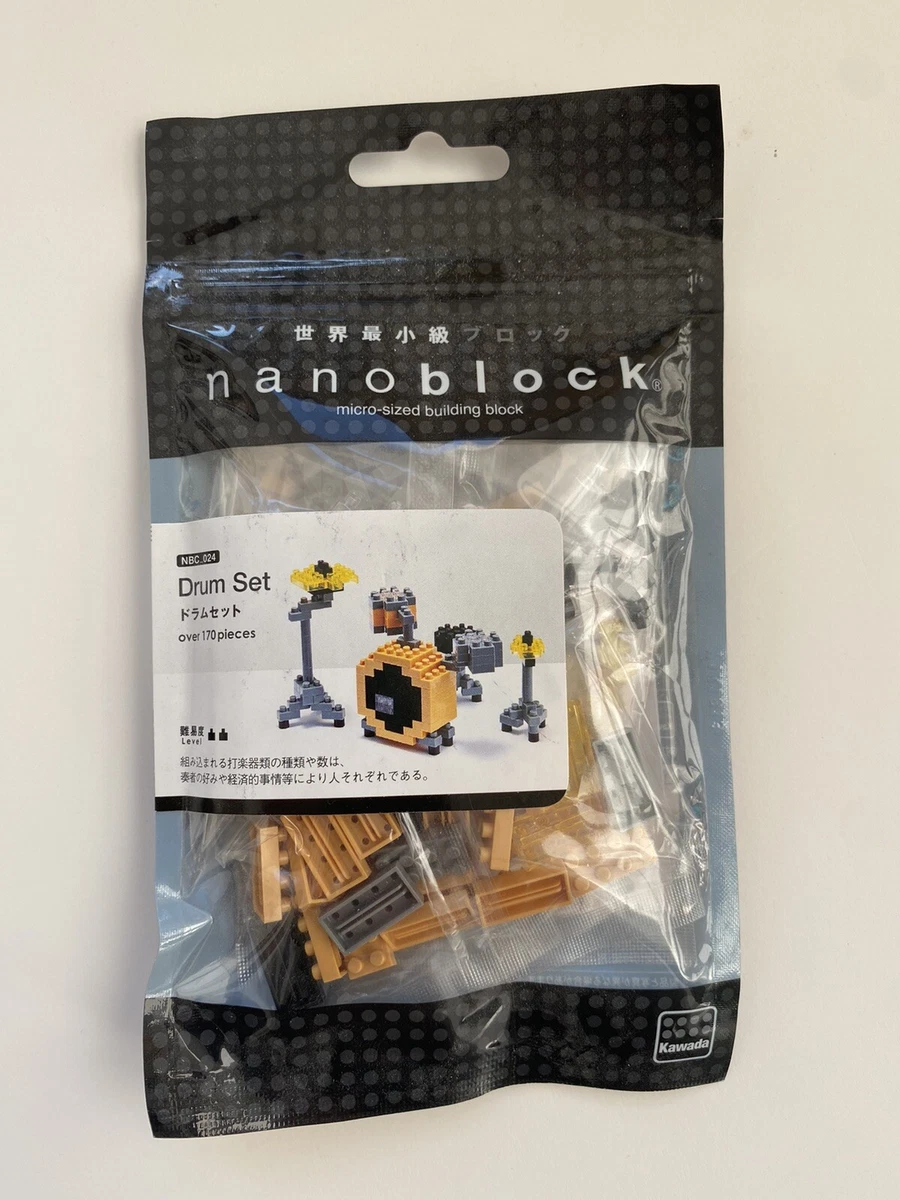 世界最小級ブロック
nanoblock®
micro-sized building block
NBC_024
Drum Set
ドラムセット
over 170 pieces
難易度
Level
組み込まれる打楽器類の種類や数は、
奏者の好みや経済的事情等により人それぞれである。
Kawada